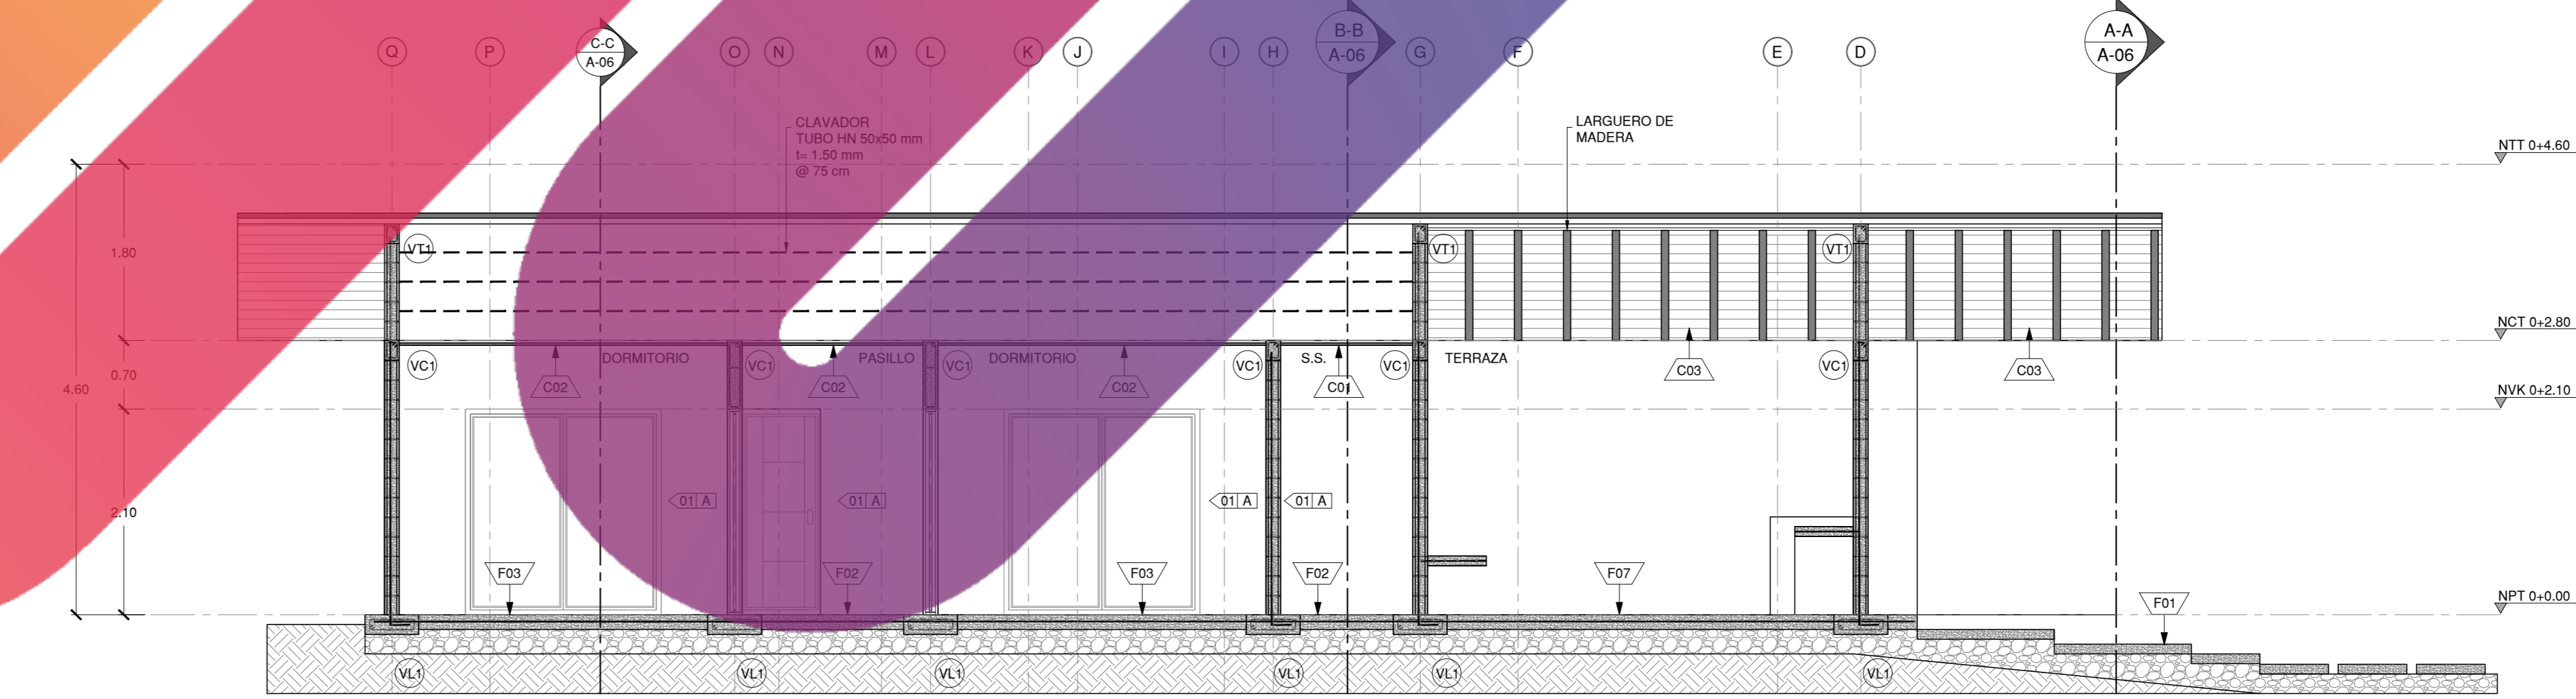 Q
P
C-C
A-06
O
N
M
L
K
J
I
H
B-B
A-06
G
F
E
D
A-A
A-06
CLAVADOR
TUBO HN 50x50 mm
t= 1.50 mm
@ 75 cm
LARGUERO DE
MADERA
NTT 0+4.60
1.80
VT1
VT1
VT1
NCT 0+2.80
DORMITORIO
PASILLO
DORMITORIO
S.S.
TERRAZA
VC1
VC1
VC1
VC1
VC1
VC1
0.70
4.60
C02
C02
C02
C01
C03
C03
NVK 0+2.10
2.10
01 A
01 A
01 A
01 A
F03
F02
F03
F02
F07
F01
NPT 0+0.00
VL1
VL1
VL1
VL1
VL1
VL1